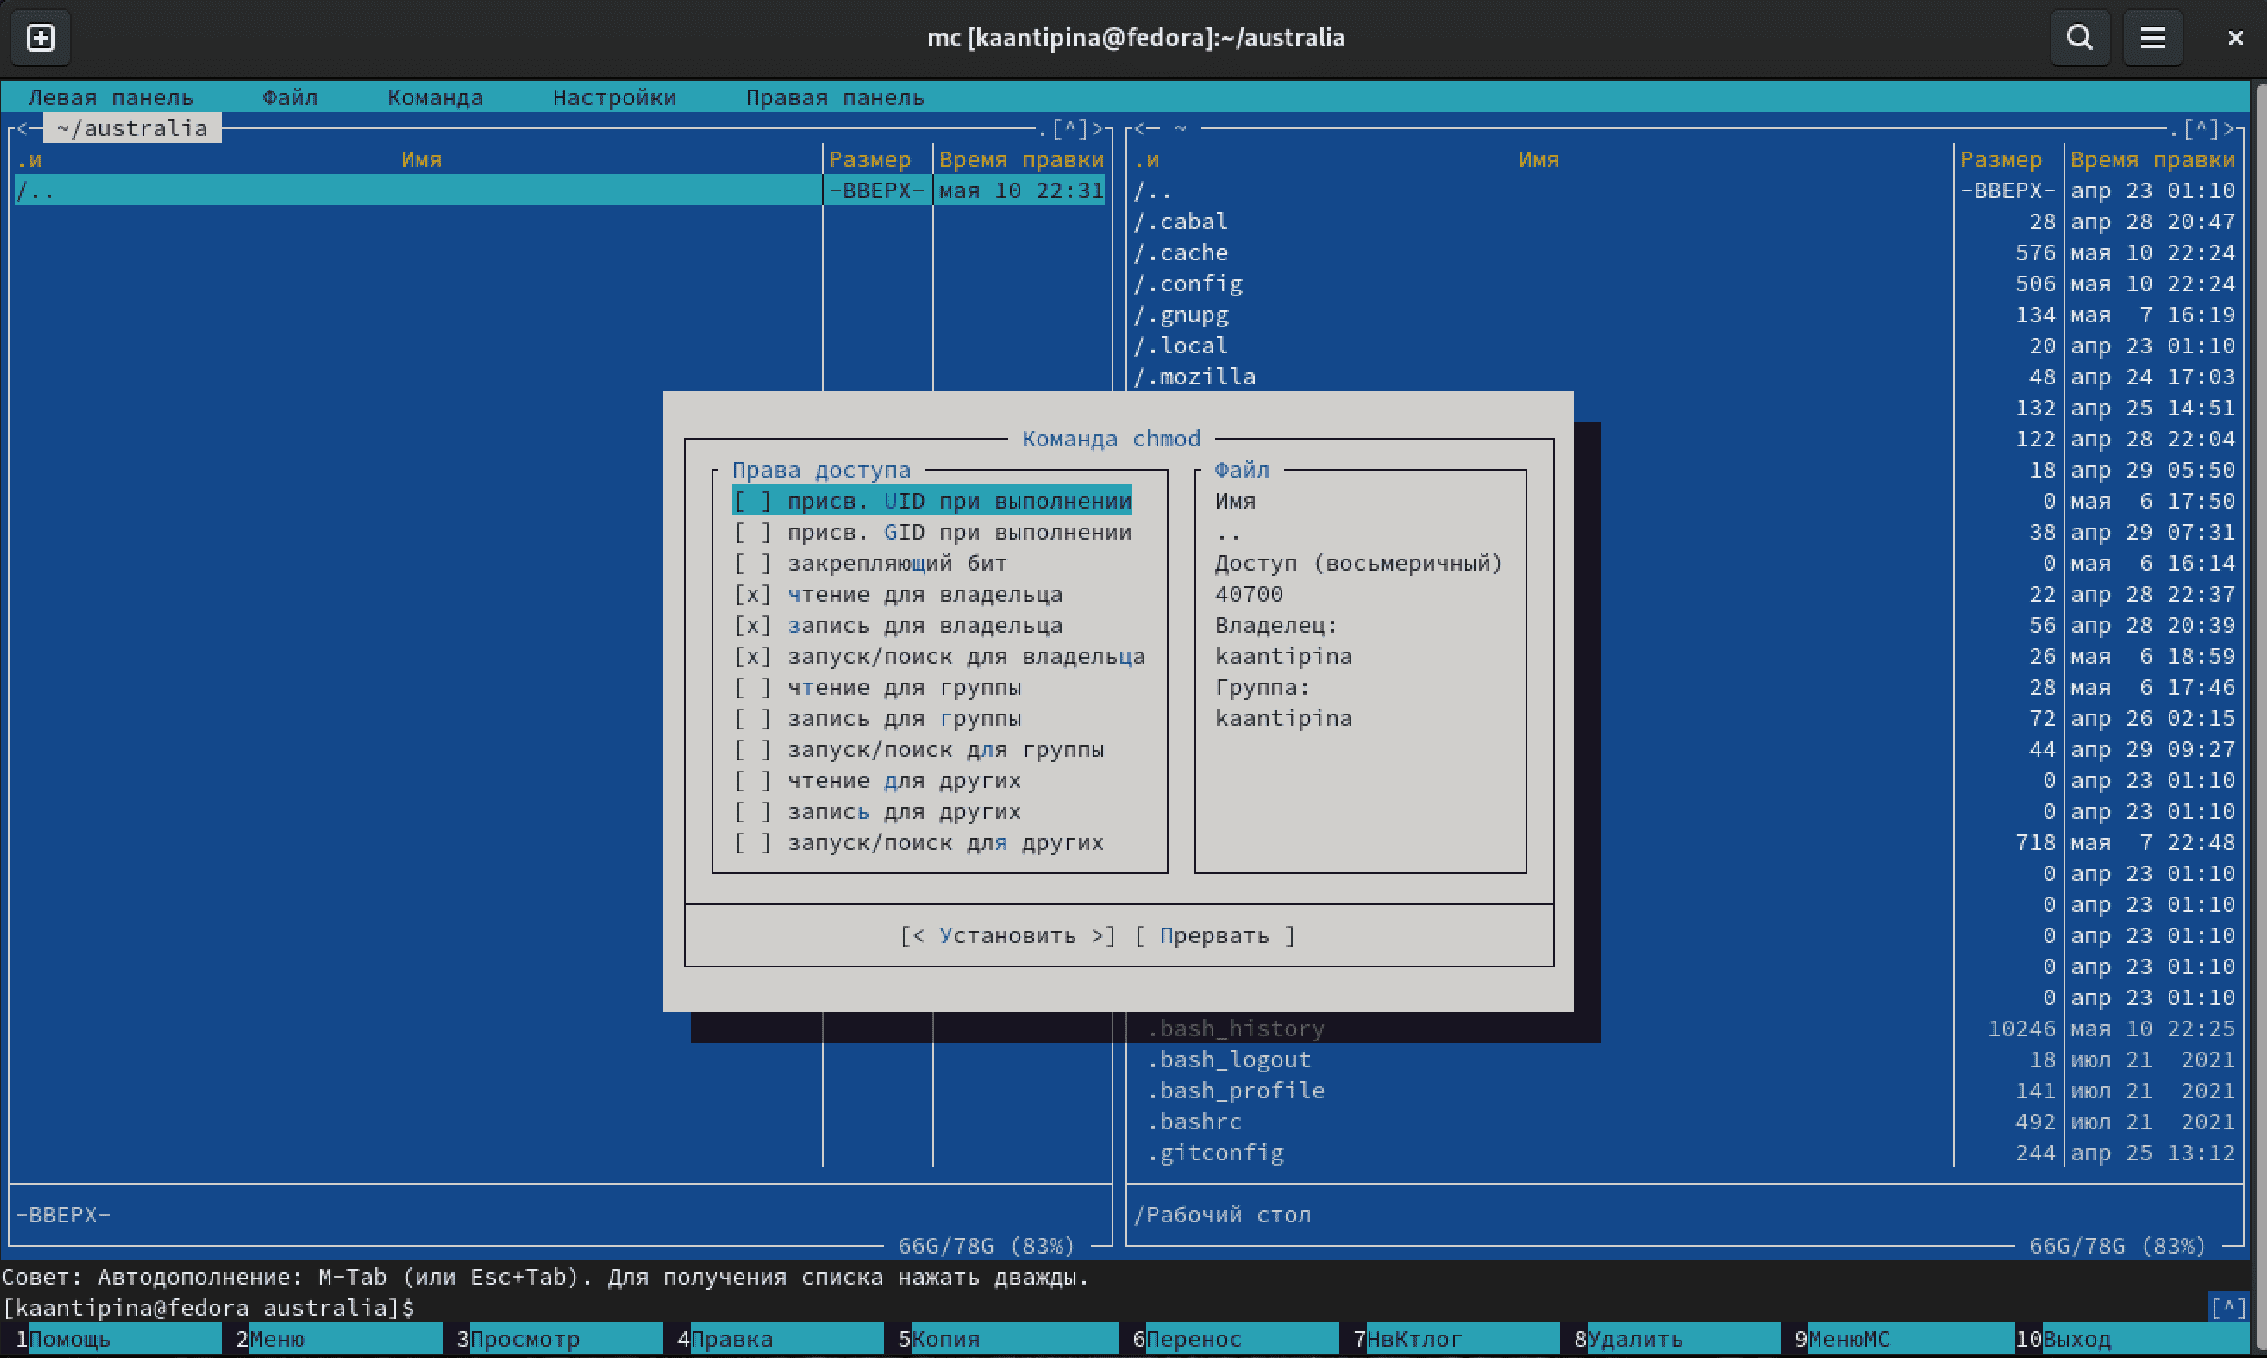 mc [kaantipina@fedora]:~/australia
Левая панель Файл Команда Настройки Правая панель
<— ~/australia .[^]> <— ~ .[^]>
.и Имя Размер Время правки .и Имя Размер Время правки
/.. -ВВЕРХ- мая 10 22:31 /.. -ВВЕРХ- апр 23 01:10
/.cabal 28 апр 28 20:47
/.cache 576 мая 10 22:24
/.config 506 мая 10 22:24
/.gnupg 134 мая 7 16:19
/.local 20 апр 23 01:10
/.mozilla 48 апр 24 17:03
132 апр 25 14:51
Команда chmod 122 апр 28 22:04
Права доступа Файл 18 апр 29 05:50
[ ] присв. UID при выполнении Имя 0 мая 6 17:50
[ ] присв. GID при выполнении .. 38 апр 29 07:31
[ ] закрепляющий бит Доступ (восьмеричный) 0 мая 6 16:14
[x] чтение для владельца 40700 22 апр 28 22:37
[x] запись для владельца Владелец: 56 апр 28 20:39
[x] запуск/поиск для владельца kaantipina 26 мая 6 18:59
[ ] чтение для группы Группа: 28 мая 6 17:46
[ ] запись для группы kaantipina 72 апр 26 02:15
[ ] запуск/поиск для группы 44 апр 29 09:27
[ ] чтение для других 0 апр 23 01:10
[ ] запись для других 0 апр 23 01:10
[ ] запуск/поиск для других 718 мая 7 22:48
0 апр 23 01:10
0 апр 23 01:10
[< Установить >] [ Прервать ] 0 апр 23 01:10
0 апр 23 01:10
0 апр 23 01:10
.bash_history 10246 мая 10 22:25
.bash_logout 18 июл 21 2021
.bash_profile 141 июл 21 2021
.bashrc 492 июл 21 2021
.gitconfig 244 апр 25 13:12
-ВВЕРХ- /Рабочий стол
66G/78G (83%) 66G/78G (83%)
Совет: Автодополнение: M-Tab (или Esc+Tab). Для получения списка нажать дважды.
[kaantipina@fedora australia]$ [^]
1Помощь 2Меню 3Просмотр 4Правка 5Копия 6Перенос 7НвКтлог 8Удалить 9МенюMC 10Выход